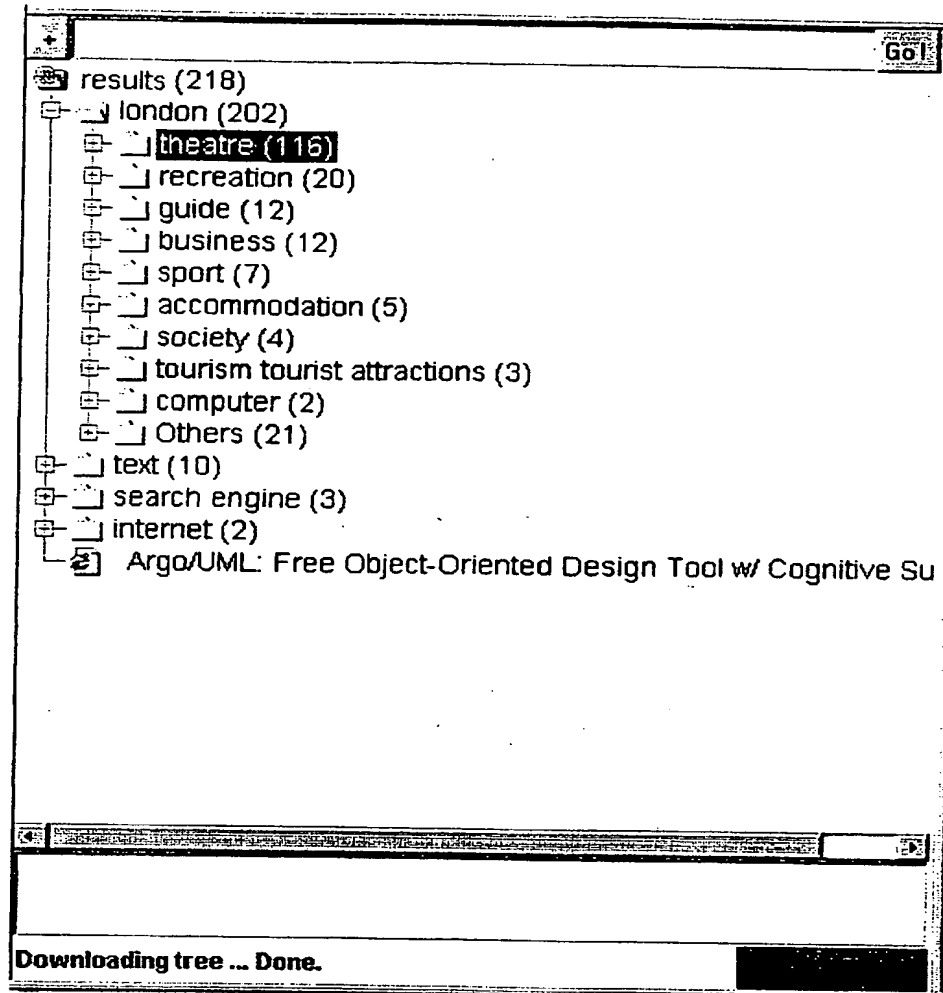 Go!
results (218)
london (202)
theatre (116)
recreation (20)
guide (12)
business (12)
sport (7)
accommodation (5)
society (4)
tourism tourist attractions (3)
computer (2)
Others (21)
text (10)
search engine (3)
internet (2)
Argo/UML: Free Object-Oriented Design Tool w/ Cognitive Su
Downloading tree ... Done.